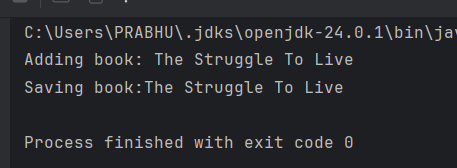 C:\Users\PRABHU\.jdks\openjdk-24.0.1\bin\jav
Adding book: The Struggle To Live
Saving book:The Struggle To Live
Process finished with exit code 0